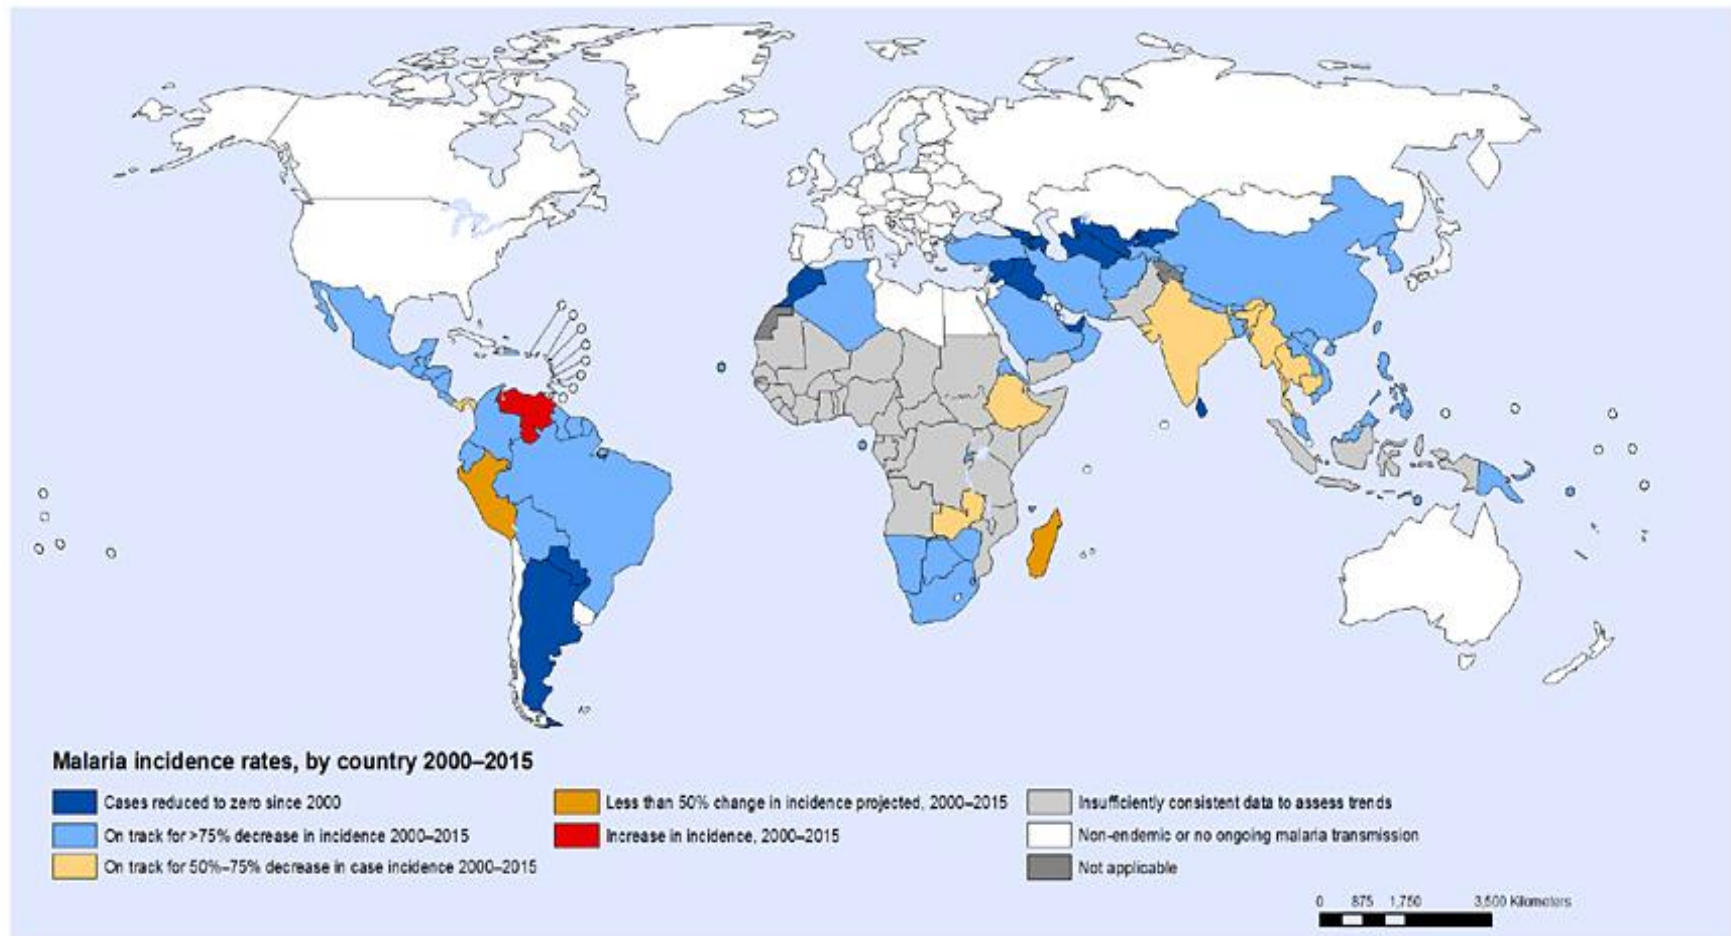 Malaria incidence rates, by country 2000–2015
Cases reduced to zero since 2000
On track for >75% decrease in incidence 2000–2015
On track for 50%–75% decrease in case incidence 2000–2015
Less than 50% change in incidence projected, 2000–2015
Increase in incidence, 2000–2015
Insufficiently consistent data to assess trends
Non-endemic or no ongoing malaria transmission
Not applicable
0 875 1,750 3,500 Kilometers